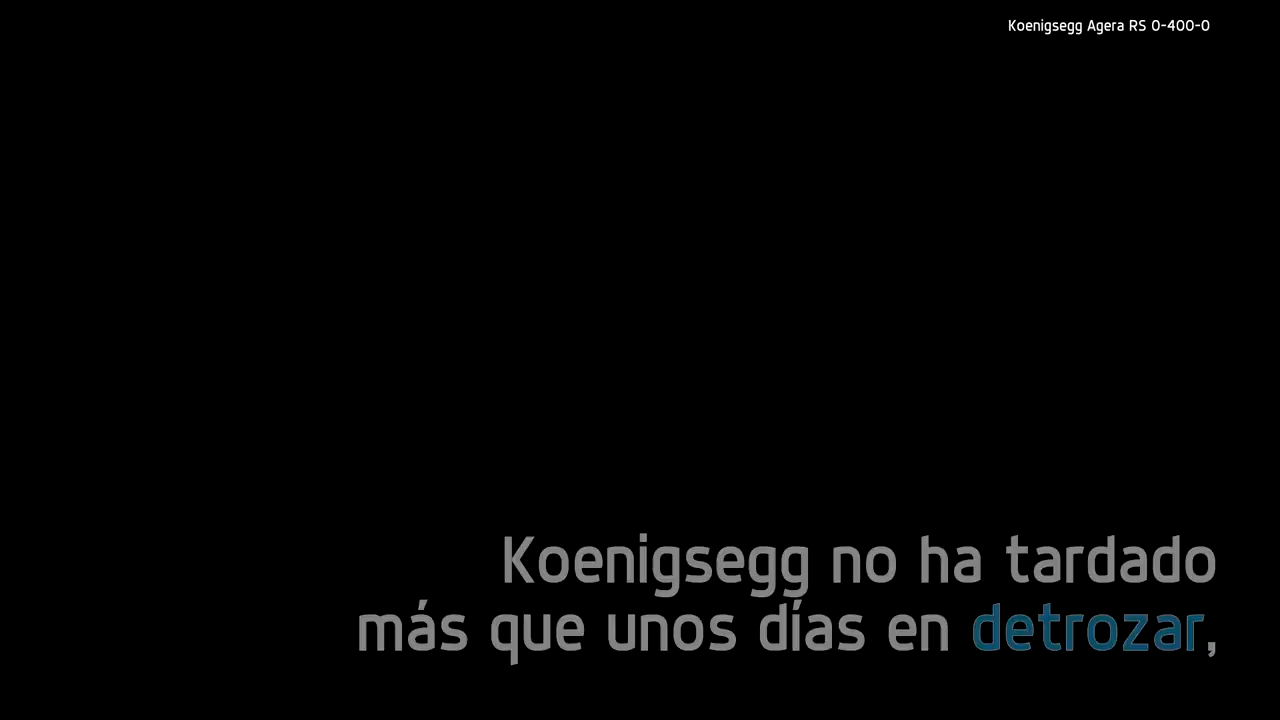 Koenigsegg Agera RS 0-400-0
Koenigsegg no ha tardado
más que unos días en detrozar,